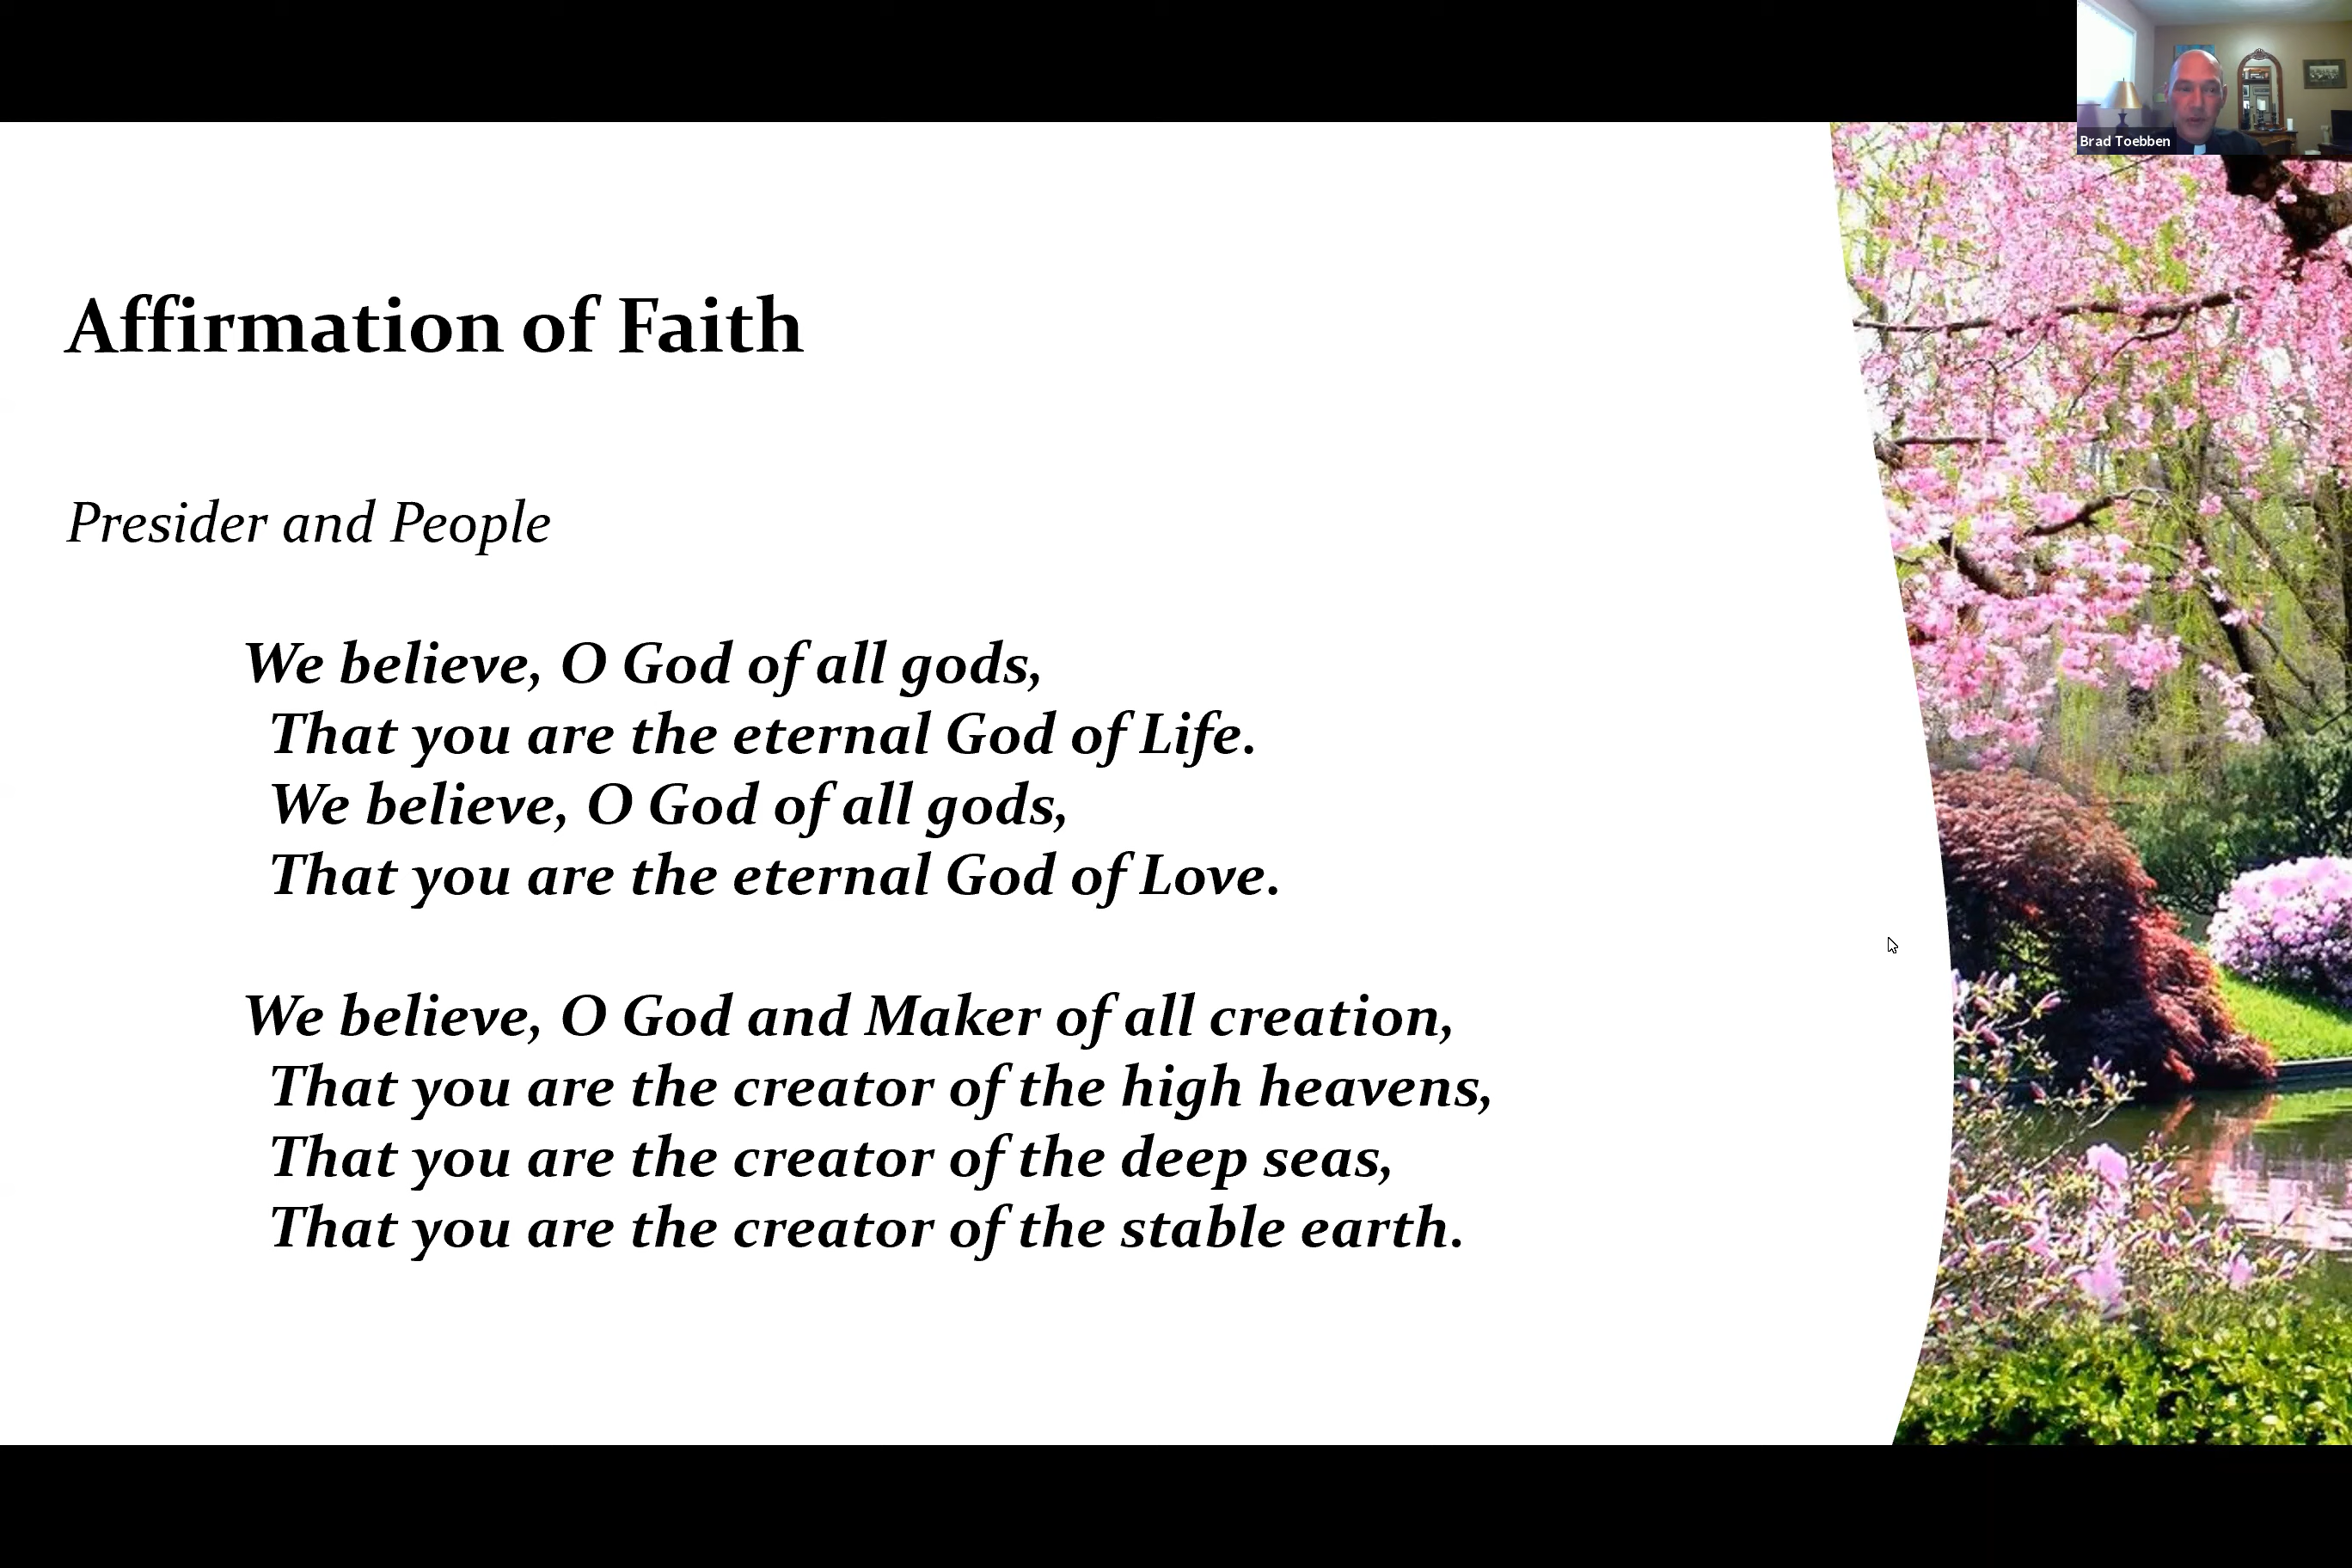 Brad Toebben
Affirmation of Faith
Presider and People
We believe, O God of all gods,
That you are the eternal God of Life.
We believe, O God of all gods,
That you are the eternal God of Love.
We believe, O God and Maker of all creation,
That you are the creator of the high heavens,
That you are the creator of the deep seas,
That you are the creator of the stable earth.